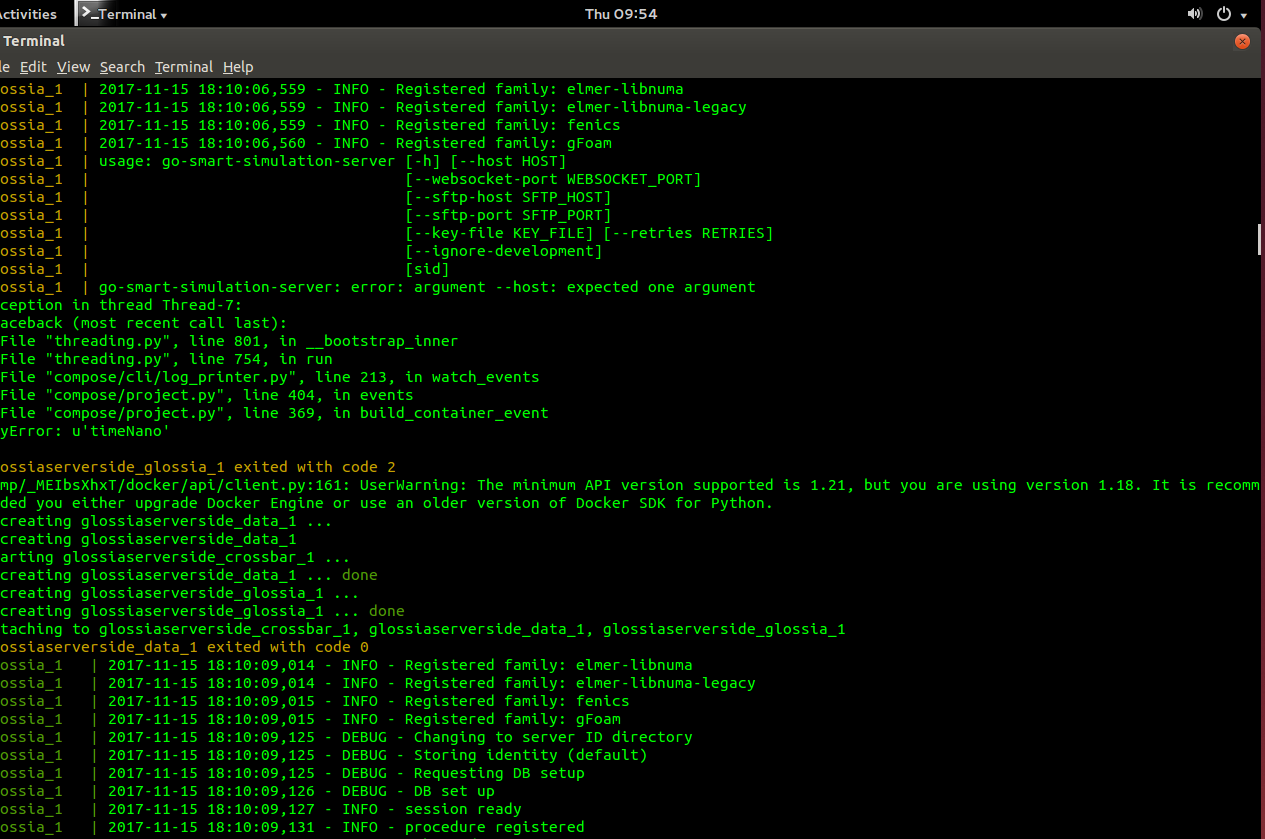 ctivities >_Terminal Thu 09:54
Terminal
le Edit View Search Terminal Help
ossia_1 | 2017-11-15 18:10:06,559 - INFO - Registered family: elmer-libnuma
ossia_1 | 2017-11-15 18:10:06,559 - INFO - Registered family: elmer-libnuma-legacy
ossia_1 | 2017-11-15 18:10:06,559 - INFO - Registered family: fenics
ossia_1 | 2017-11-15 18:10:06,560 - INFO - Registered family: gFoam
ossia_1 | usage: go-smart-simulation-server [-h] [--host HOST]
ossia_1 | [--websocket-port WEBSOCKET_PORT]
ossia_1 | [--sftp-host SFTP_HOST]
ossia_1 | [--sftp-port SFTP_PORT]
ossia_1 | [--key-file KEY_FILE] [--retries RETRIES]
ossia_1 | [--ignore-development]
ossia_1 | [sid]
ossia_1 | go-smart-simulation-server: error: argument --host: expected one argument
ception in thread Thread-7:
aceback (most recent call last):
File "threading.py", line 801, in __bootstrap_inner
File "threading.py", line 754, in run
File "compose/cli/log_printer.py", line 213, in watch_events
File "compose/project.py", line 404, in events
File "compose/project.py", line 369, in build_container_event
yError: u'timeNano'
ossiaserverside_glossia_1 exited with code 2
mp/_MEIbsXhxT/docker/api/client.py:161: UserWarning: The minimum API version supported is 1.21, but you are using version 1.18. It is recomm
ded you either upgrade Docker Engine or use an older version of Docker SDK for Python.
creating glossiaserverside_data_1 ...
creating glossiaserverside_data_1
arting glossiaserverside_crossbar_1 ...
creating glossiaserverside_data_1 ... done
creating glossiaserverside_glossia_1 ...
creating glossiaserverside_glossia_1 ... done
taching to glossiaserverside_crossbar_1, glossiaserverside_data_1, glossiaserverside_glossia_1
ossiaserverside_data_1 exited with code 0
ossia_1 | 2017-11-15 18:10:09,014 - INFO - Registered family: elmer-libnuma
ossia_1 | 2017-11-15 18:10:09,014 - INFO - Registered family: elmer-libnuma-legacy
ossia_1 | 2017-11-15 18:10:09,015 - INFO - Registered family: fenics
ossia_1 | 2017-11-15 18:10:09,015 - INFO - Registered family: gFoam
ossia_1 | 2017-11-15 18:10:09,125 - DEBUG - Changing to server ID directory
ossia_1 | 2017-11-15 18:10:09,125 - DEBUG - Storing identity (default)
ossia_1 | 2017-11-15 18:10:09,125 - DEBUG - Requesting DB setup
ossia_1 | 2017-11-15 18:10:09,126 - DEBUG - DB set up
ossia_1 | 2017-11-15 18:10:09,127 - INFO - session ready
ossia_1 | 2017-11-15 18:10:09,131 - INFO - procedure registered